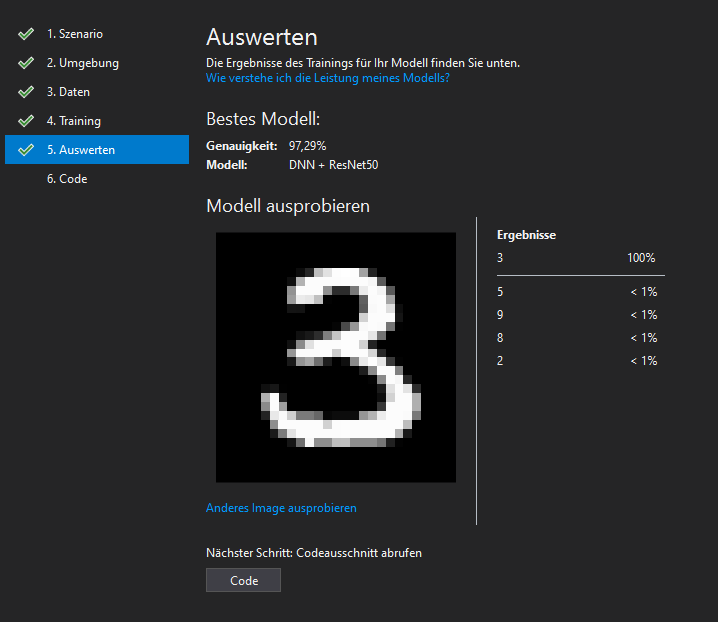 1. Szenario
2. Umgebung
3. Daten
4. Training
5. Auswerten
6. Code
Auswerten
Die Ergebnisse des Trainings für Ihr Modell finden Sie unten.
Wie verstehe ich die Leistung meines Modells?
Bestes Modell:
Genauigkeit: 97,29%
Modell: DNN + ResNet50
Modell ausprobieren
3
Anderes Image ausprobieren
Ergebnisse
3 100%
5 < 1%
9 < 1%
8 < 1%
2 < 1%
Nächster Schritt: Codeausschnitt abrufen
Code